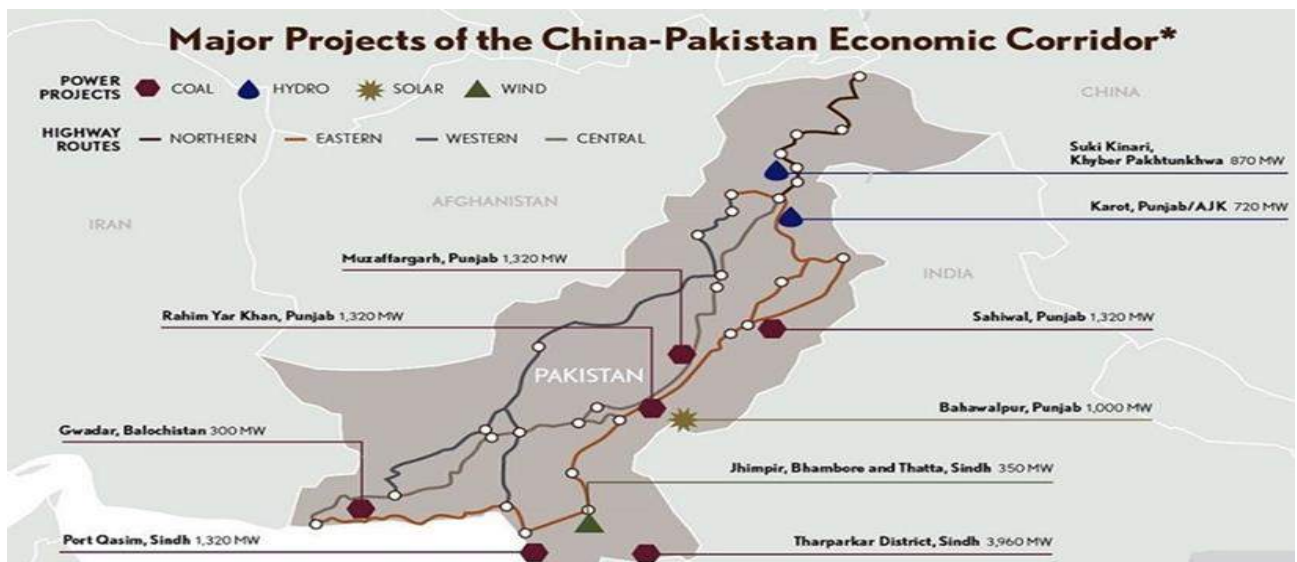 Major Projects of the China-Pakistan Economic Corridor*
POWER PROJECTS
COAL
HYDRO
SOLAR
WIND
HIGHWAY ROUTES
NORTHERN
EASTERN
WESTERN
CENTRAL
CHINA
Suki Kinari,
Khyber Pakhtunkhwa 870 MW
AFGHANISTAN
IRAN
Karot, Punjab/AJK 720 MW
Muzaffargarh, Punjab 1,320 MW
INDIA
Rahim Yar Khan, Punjab 1,320 MW
Sahiwal, Punjab 1,320 MW
PAKISTAN
Bahawalpur, Punjab 1,000 MW
Gwadar, Balochistan 300 MW
Jhimpir, Bhambore and Thatta, Sindh 350 MW
Port Qasim, Sindh 1,320 MW
Tharparkar District, Sindh 3,960 MW